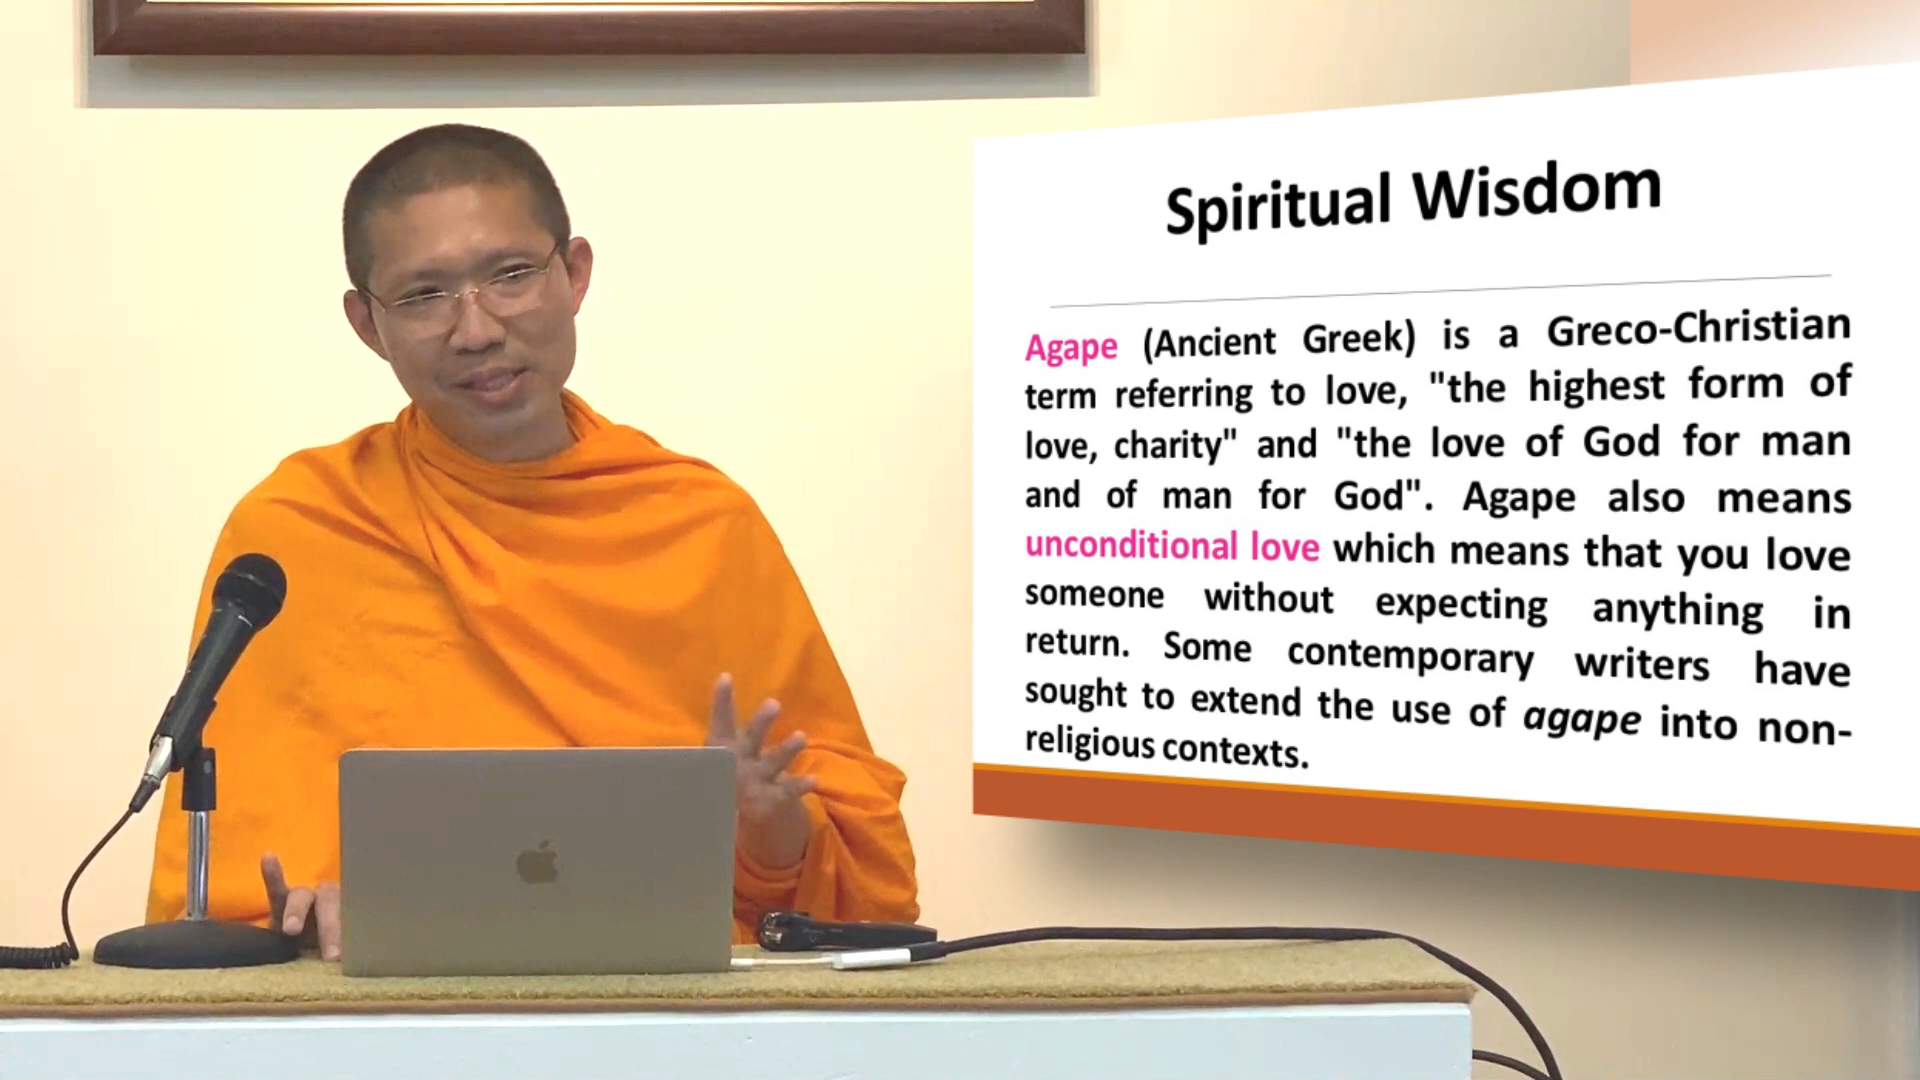 Spiritual Wisdom
Agape (Ancient Greek) is a Greco-Christian
term referring to love, "the highest form of
love, charity" and "the love of God for man
and of man for God". Agape also means
unconditional love which means that you love
someone without expecting anything in
return. Some contemporary writers have
sought to extend the use of agape into non-
religious contexts.